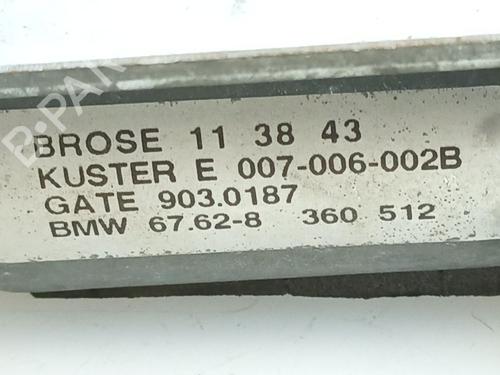 BROSE 11 38 43
KUSTER E 007-006-002B
GATE 903.0187
BMW 67.62-8 360 512